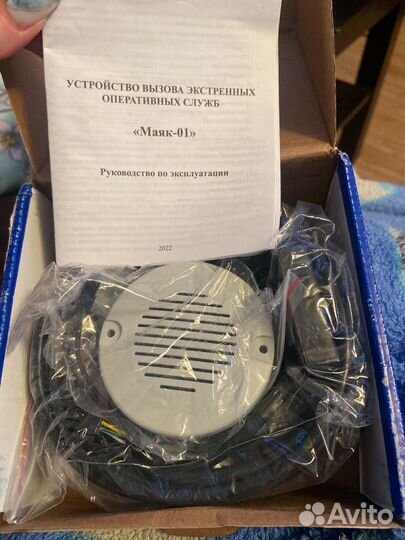 УСТРОЙСТВО ВЫЗОВА ЭКСТРЕННЫХ
ОПЕРАТИВНЫХ СЛУЖБ
«Маяк-01»
Руководство по эксплуатации
2022
Avito